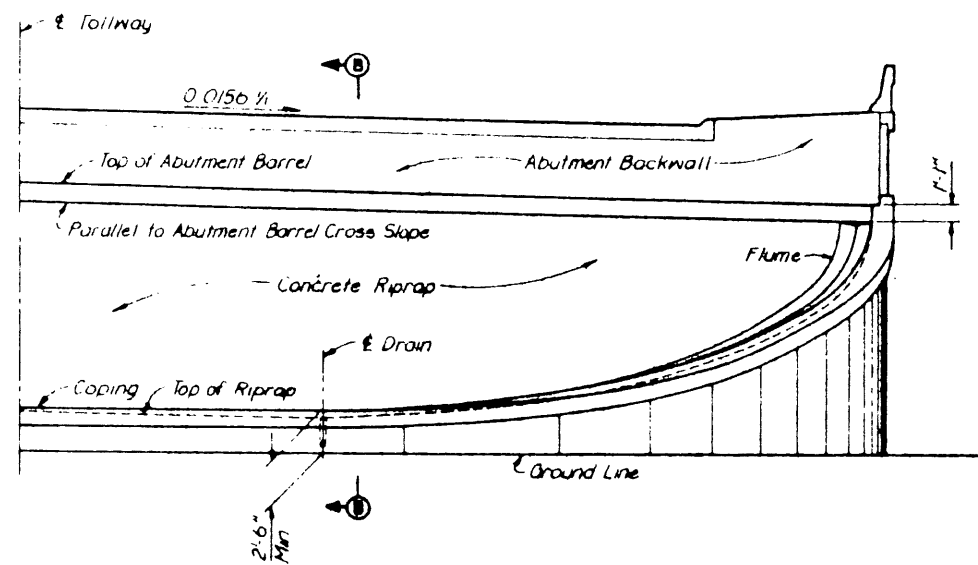 ℄ Tollway
B
0.0156 1/1
Top of Abutment Barrel
Abutment Backwall
1'-1"
Parallel to Abutment Barrel Cross Slope
Flume
Concrete Riprap
℄ Drain
Coping
Top of Riprap
Ground Line
B
2'-6"
Min